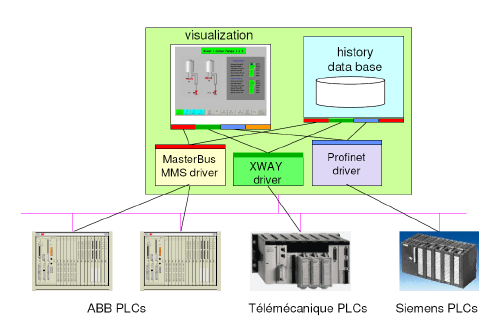 visualization
history
data base
MasterBus
MMS driver
XWAY
driver
Profinet
driver
ABB PLCs
Télémécanique PLCs
Siemens PLCs